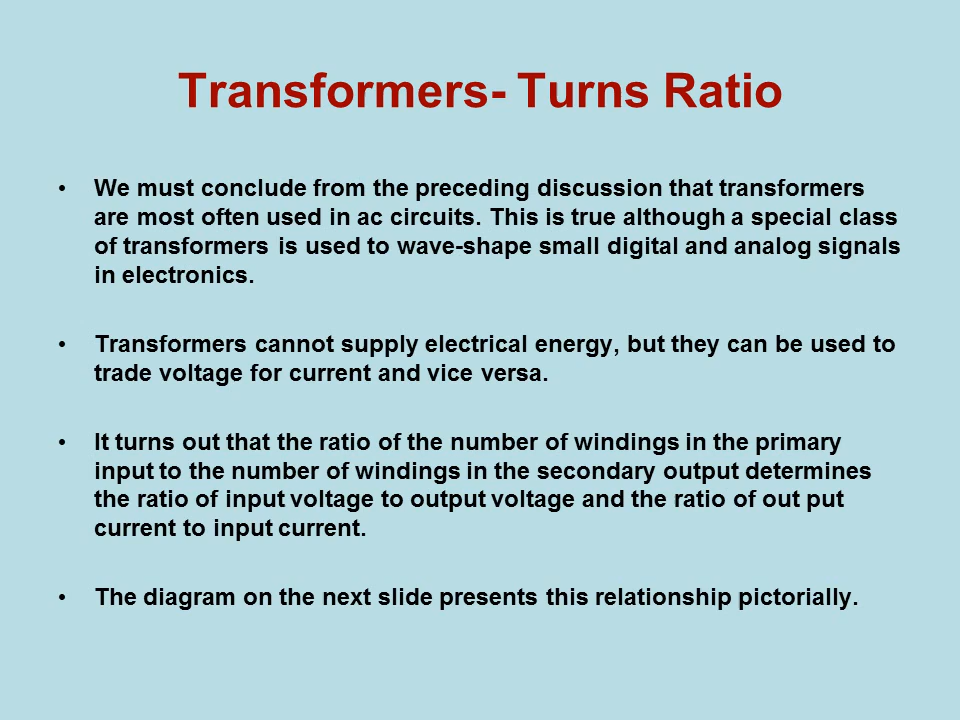 Transformers- Turns Ratio
• We must conclude from the preceding discussion that transformers
are most often used in ac circuits. This is true although a special class
of transformers is used to wave-shape small digital and analog signals
in electronics.
• Transformers cannot supply electrical energy, but they can be used to
trade voltage for current and vice versa.
• It turns out that the ratio of the number of windings in the primary
input to the number of windings in the secondary output determines
the ratio of input voltage to output voltage and the ratio of out put
current to input current.
• The diagram on the next slide presents this relationship pictorially.